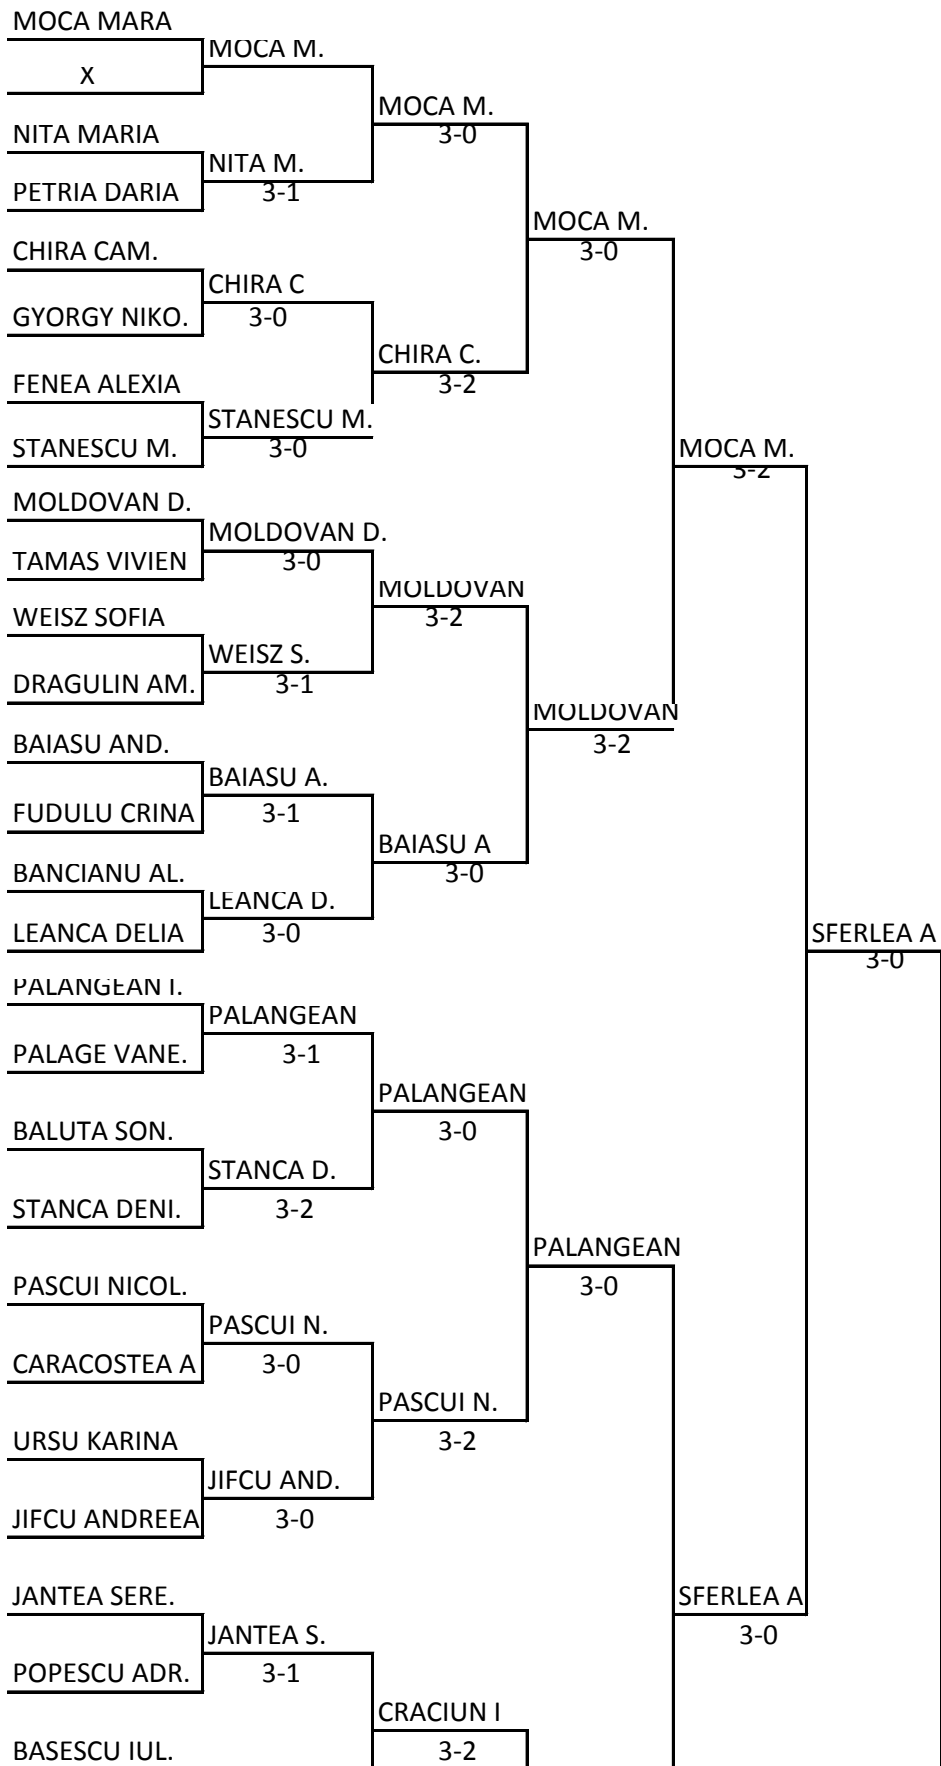 MOCA MARA
MOCA M.
X
MOCA M.
3-0
NITA MARIA
NITA M.
3-1
PETRIA DARIA
MOCA M.
3-0
CHIRA CAM.
CHIRA C
3-0
GYORGY NIKO.
CHIRA C.
3-2
FENEA ALEXIA
STANESCU M.
3-0
STANESCU M.
MOCA M.
3-2
MOLDOVAN D.
MOLDOVAN D.
3-0
TAMAS VIVIEN
MOLDOVAN
3-2
WEISZ SOFIA
WEISZ S.
3-1
DRAGULIN AM.
MOLDOVAN
3-2
BAIASU AND.
BAIASU A.
3-1
FUDULU CRINA
BAIASU A
3-0
BANCIANU AL.
LEANCA D.
3-0
LEANCA DELIA
SFERLEA A
3-0
PALANGEAN I.
PALANGEAN
3-1
PALAGE VANE.
PALANGEAN
3-0
BALUTA SON.
STANCA D.
3-2
STANCA DENI.
PALANGEAN
3-0
PASCUI NICOL.
PASCUI N.
3-0
CARACOSTEA A
PASCUI N.
3-2
URSU KARINA
JIFCU AND.
3-0
JIFCU ANDREEA
JANTEA SERE.
SFERLEA A
3-0
JANTEA S.
3-1
POPESCU ADR.
CRACIUN I
3-2
BASESCU IUL.